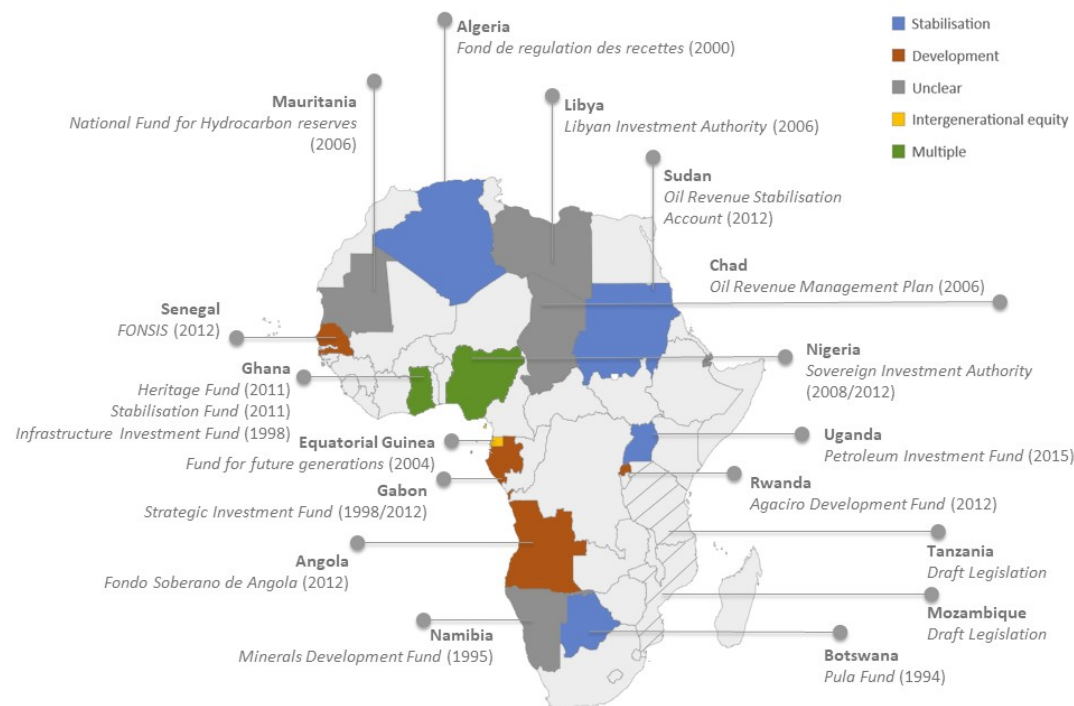 Algeria
Fond de regulation des recettes (2000)
Stabilisation
Development
Unclear
Intergenerational equity
Multiple
Mauritania
National Fund for Hydrocarbon reserves
(2006)
Libya
Libyan Investment Authority (2006)
Sudan
Oil Revenue Stabilisation
Account (2012)
Chad
Oil Revenue Management Plan (2006)
Senegal
FONSIS (2012)
Ghana
Heritage Fund (2011)
Stabilisation Fund (2011)
Infrastructure Investment Fund (1998)
Nigeria
Sovereign Investment Authority
(2008/2012)
Equatorial Guinea
Fund for future generations (2004)
Uganda
Petroleum Investment Fund (2015)
Gabon
Strategic Investment Fund (1998/2012)
Rwanda
Agaciro Development Fund (2012)
Angola
Fondo Soberano de Angola (2012)
Tanzania
Draft Legislation
Mozambique
Draft Legislation
Namibia
Minerals Development Fund (1995)
Botswana
Pula Fund (1994)